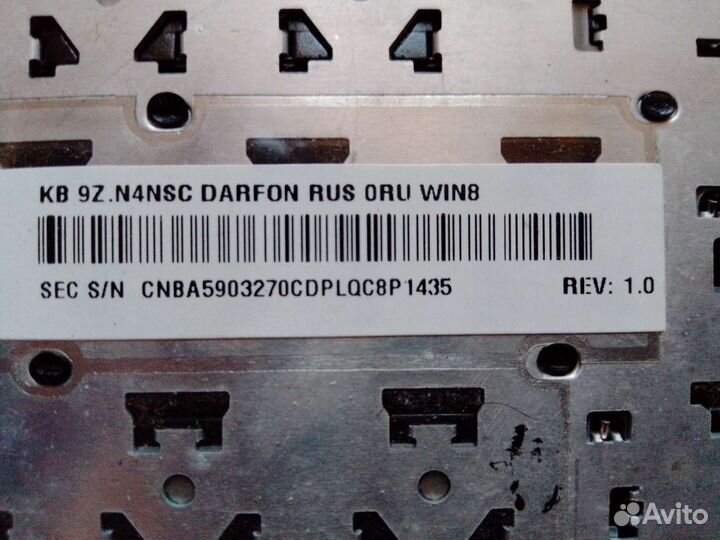 KB 9Z.N4NSC DARFON RUS 0RU WIN8
SEC S/N CNBA5903270CDPLQC8P1435 REV: 1.0
Avito